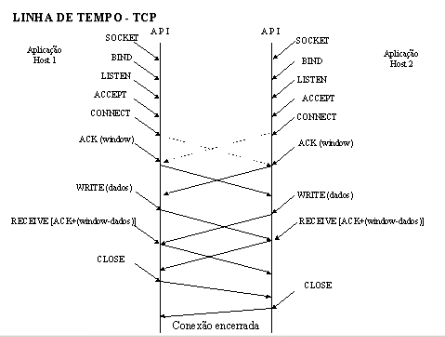 LINHA DE TEMPO - TCP
API API
SOCKET SOCKET
Aplicação Aplicação
Host 1 Host 2
BIND BIND
LISTEN LISTEN
ACCEPT ACCEPT
CONNECT CONNECT
ACK (window) ACK (window)
WRITE (dados) WRITE (dados)
RECEIVE [ACK+(window-dados)] RECEIVE [ACK+(window-dados)]
CLOSE
CLOSE
Conexão encerrada